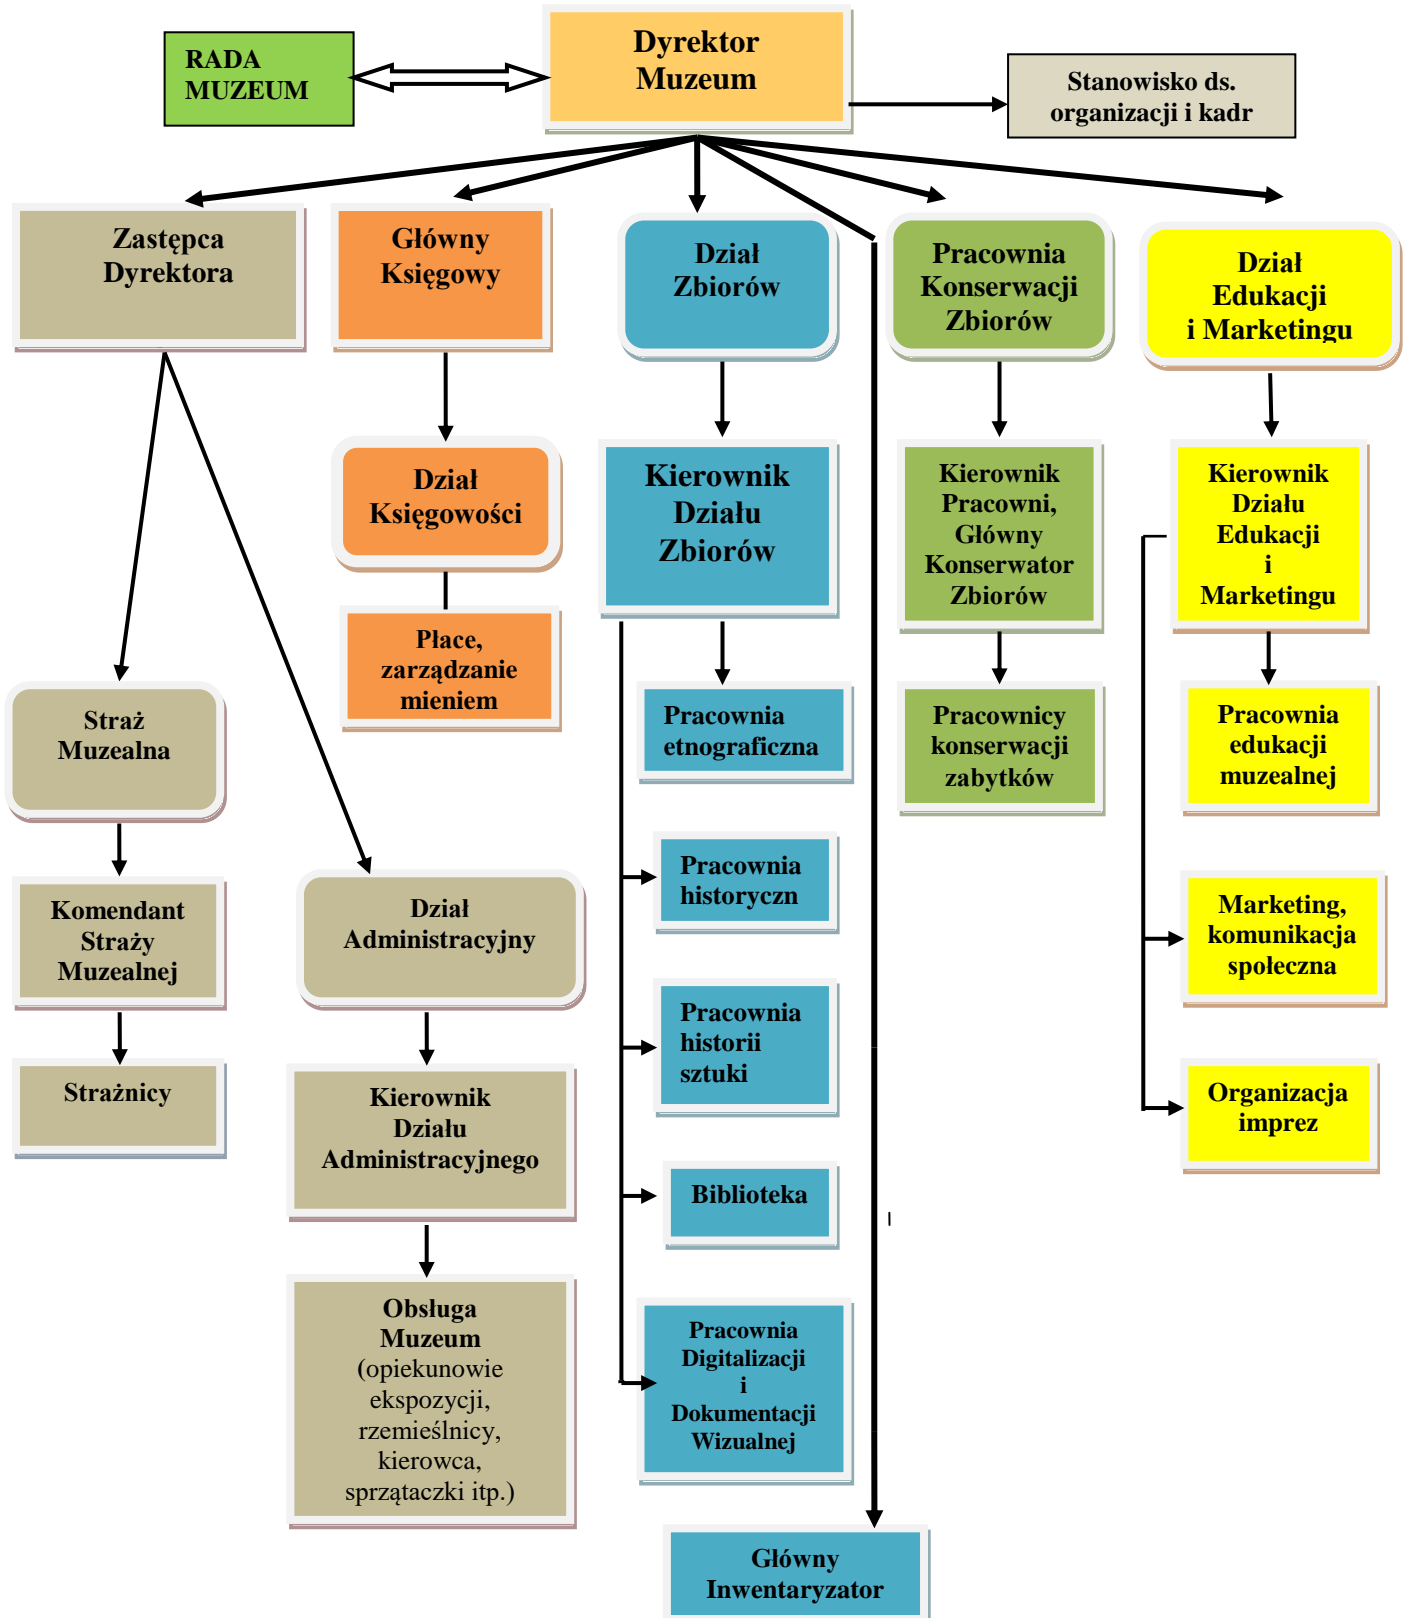 RADA
MUZEUM
Dyrektor
Muzeum
Stanowisko ds.
organizacji i kadr
Zastępca
Dyrektora
Główny
Księgowy
Dział
Zbiorów
Pracownia
Konserwacji
Zbiorów
Dział
Edukacji
i Marketingu
Dział
Księgowości
Kierownik
Działu
Zbiorów
Kierownik
Pracowni,
Główny
Konserwator
Zbiorów
Kierownik
Działu
Edukacji
i
Marketingu
Płace,
zarządzanie
mieniem
Straż
Muzealna
Pracownia
etnograficzna
Pracownicy
konserwacji
zabytków
Pracownia
edukacji
muzealnej
Komendant
Straży
Muzealnej
Dział
Administracyjny
Pracownia
historyczn
Marketing,
komunikacja
społeczna
Strażnicy
Kierownik
Działu
Administracyjnego
Pracownia
historii
sztuki
Organizacja
imprez
Biblioteka
Obsługa
Muzeum
(opiekunowie
ekspozycji,
rzemieślnicy,
kierowca,
sprzątaczki itp.)
Pracownia
Digitalizacji
i
Dokumentacji
Wizualnej
Główny
Inwentaryzator